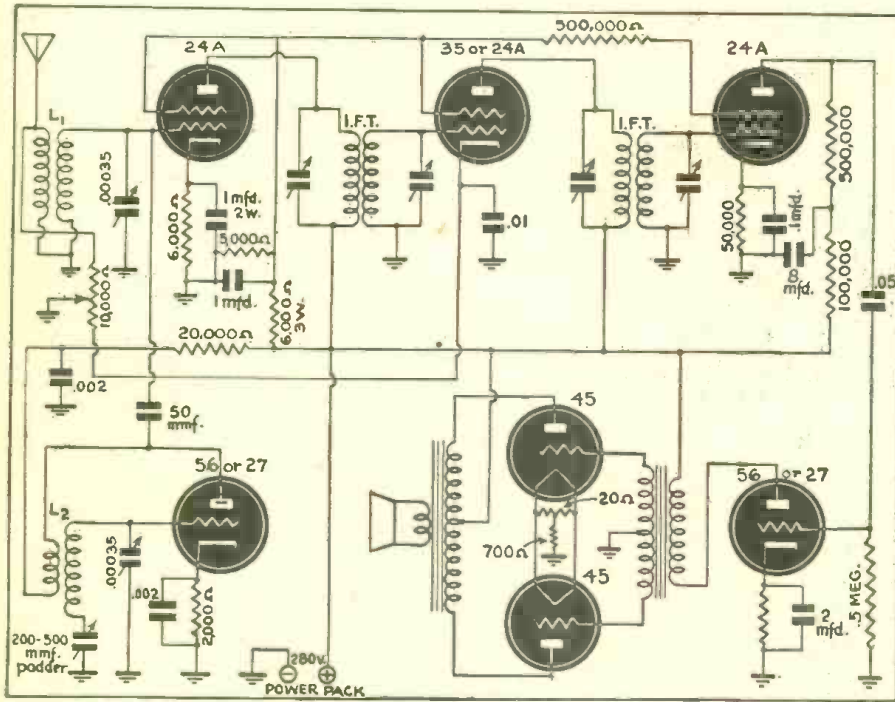 24A
35 or 24A
500,000Ω
24A
L1
.00035
6,000Ω
1 mfd.
2w.
5,000Ω
1 mfd.
6,000Ω
3 W.
I.F.T.
.01
I.F.T.
50,000
.1mfd.
8
mfd.
500,000
100,000
.05
10,000Ω
20,000Ω
.002
50
mmf.
56 or 27
L2
.00035
.002
2,000Ω
200-500
mmf.
padder
280v.
POWER PACK
45
20Ω
700Ω
45
56 or 27
2
mfd.
.5 MEG.